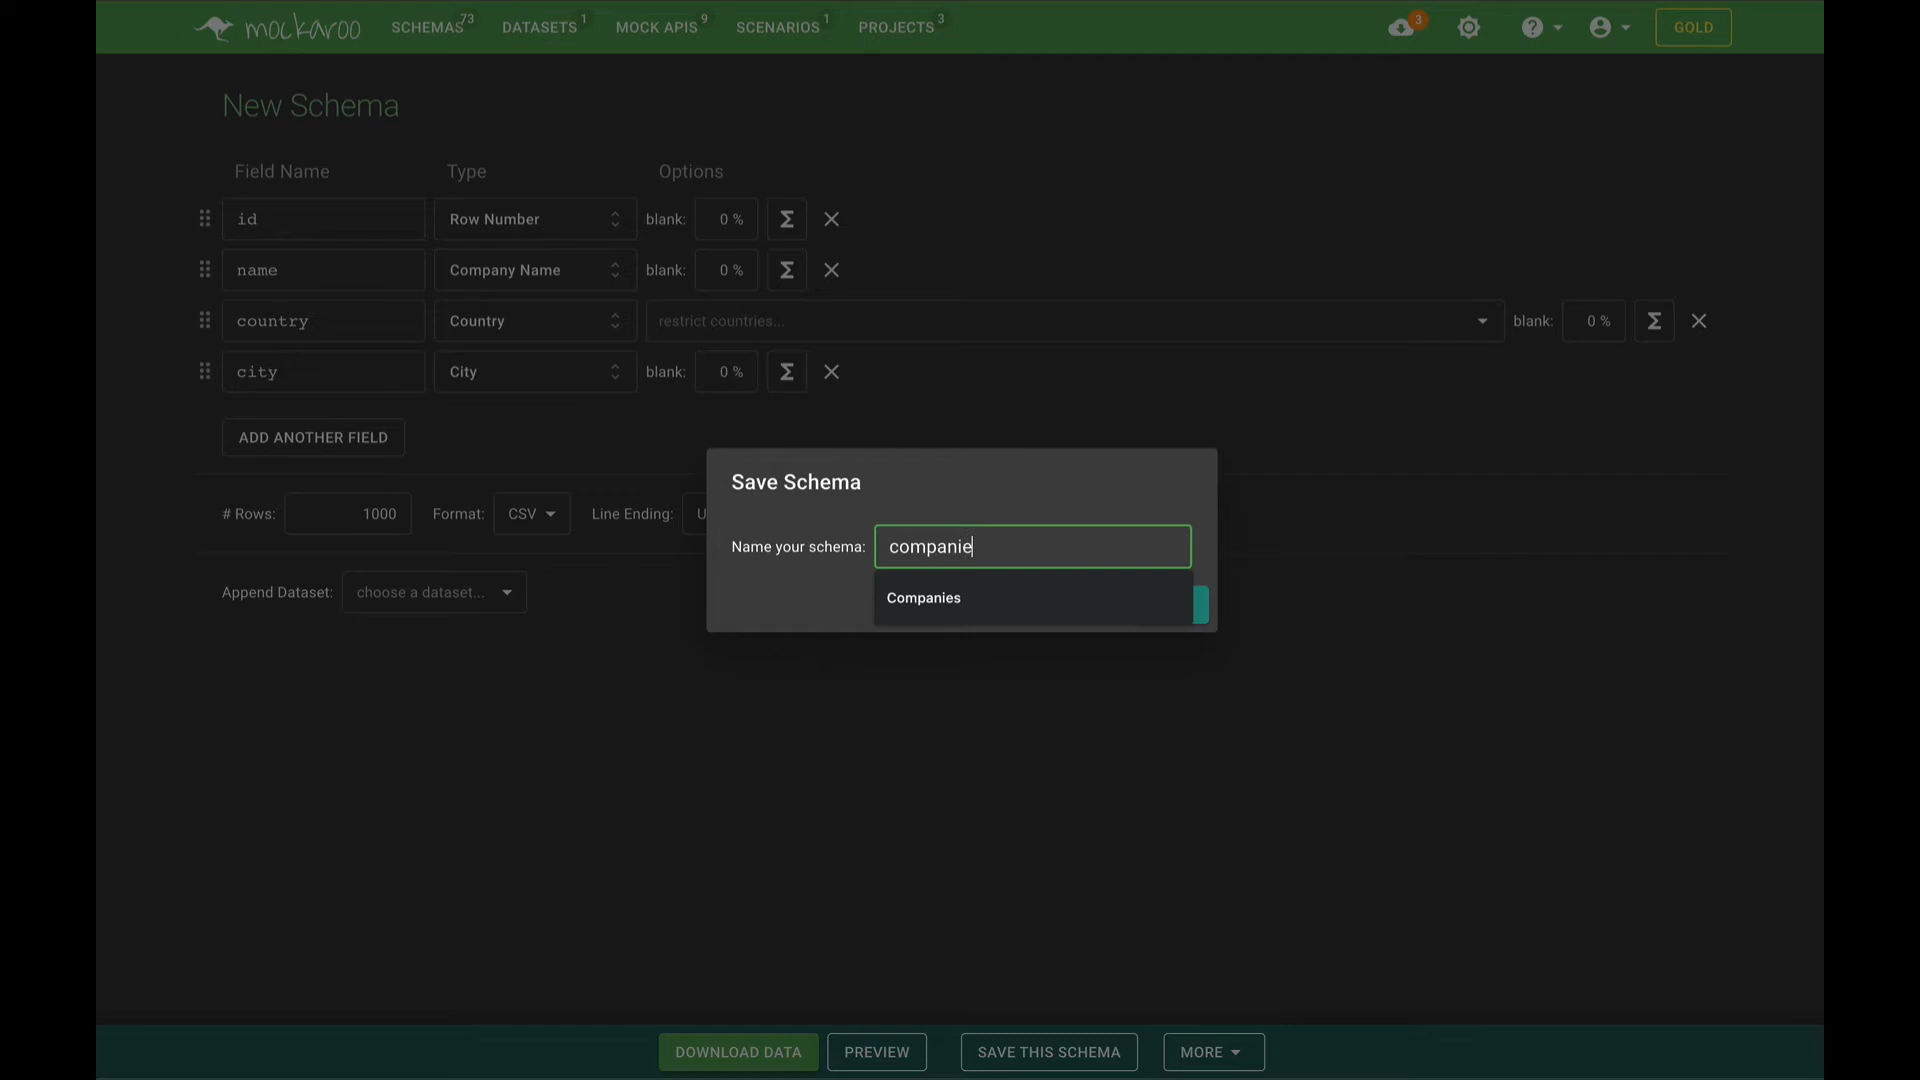 mockaroo SCHEMAS 73 DATASETS 1 MOCK APIS 9 SCENARIOS 1 PROJECTS 3 3 GOLD
New Schema
Field Name Type Options
id Row Number blank: 0 % Σ
name Company Name blank: 0 % Σ
country Country restrict countries... blank: 0 % Σ
city City blank: 0 % Σ
ADD ANOTHER FIELD
Save Schema
# Rows: 1000 Format: CSV Line Ending: U
Name your schema: companie
Companies
Append Dataset: choose a dataset...
DOWNLOAD DATA PREVIEW SAVE THIS SCHEMA MORE